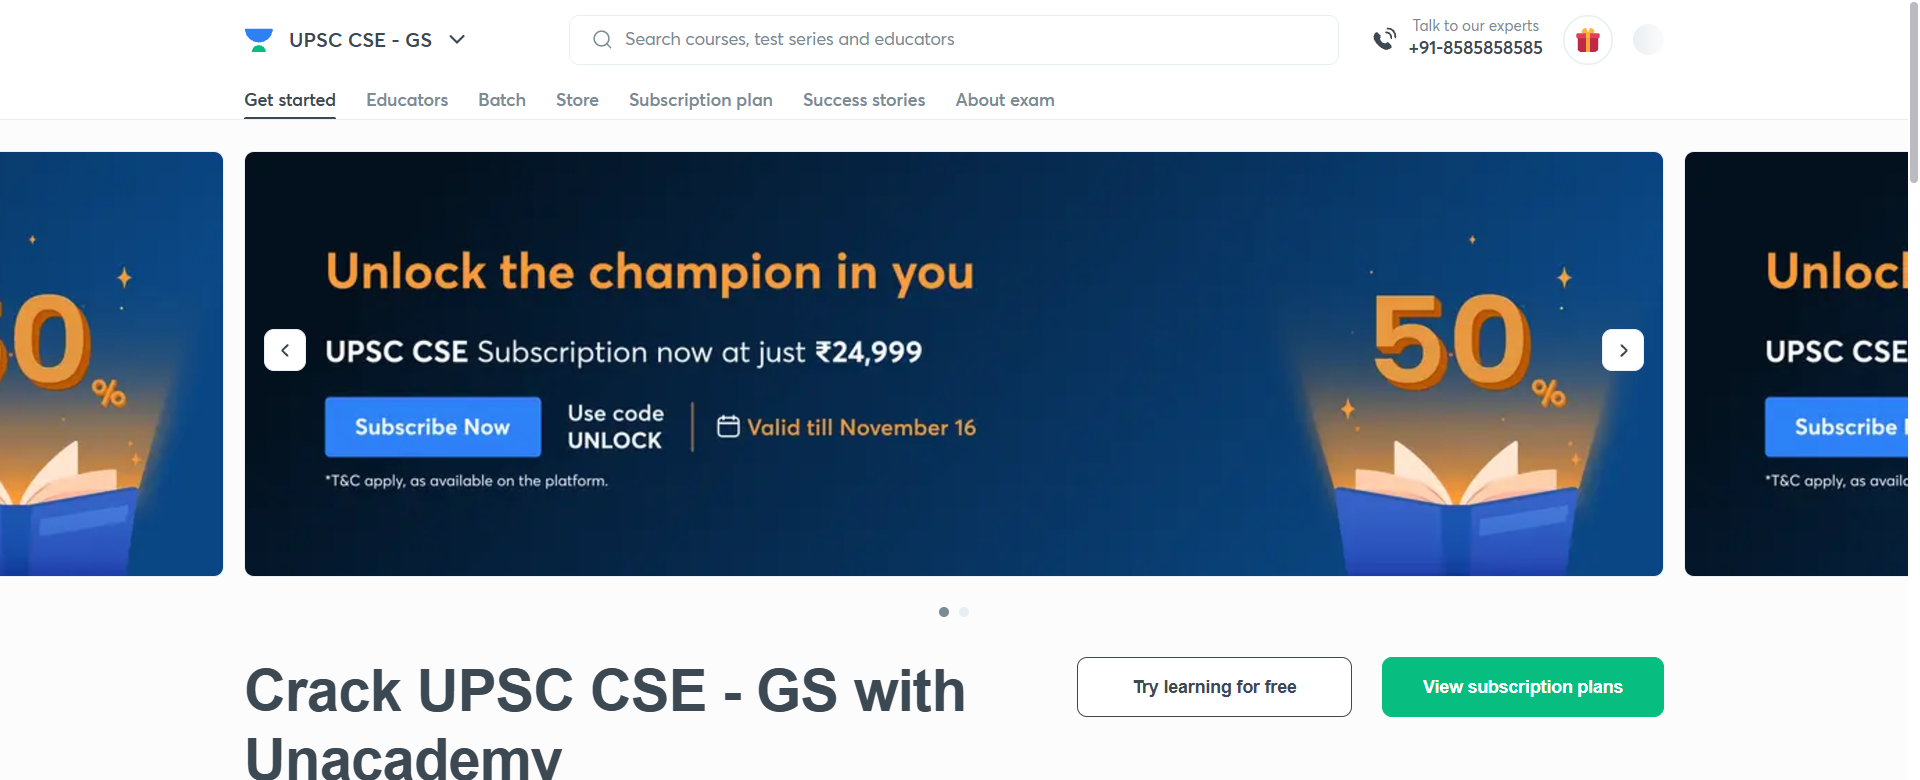 UPSC CSE - GS
Search courses, test series and educators
Talk to our experts
+91-8585858585
Get started
Educators
Batch
Store
Subscription plan
Success stories
About exam
50
%
Unlock the champion in you
UPSC CSE Subscription now at just ₹24,999
Subscribe Now
Use code
UNLOCK
Valid till November 16
*T&C apply, as available on the platform.
50
%
Unlock
UPSC CSE
Subscribe
*T&C apply, as
Crack UPSC CSE - GS with
Unacademy
Try learning for free
View subscription plans